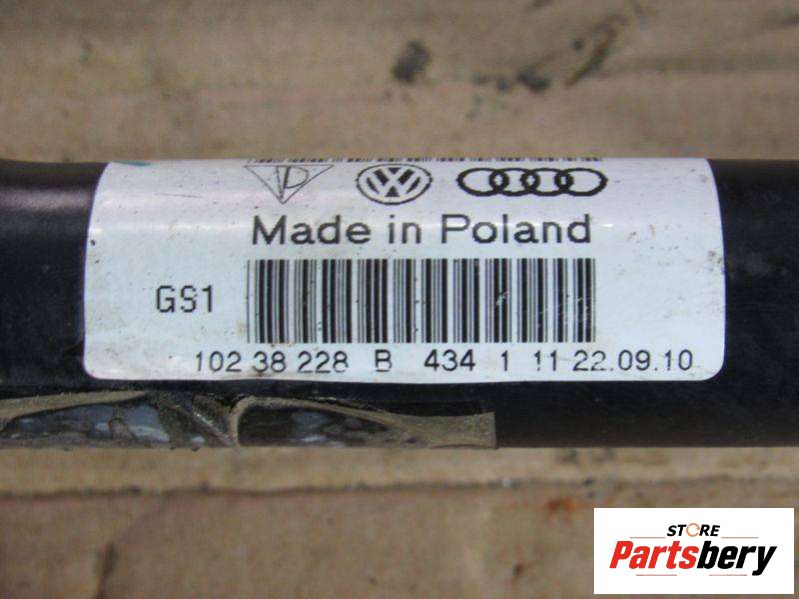 Made in Poland
GS1
102 38 228 B 434 1 11 22.09.10
STORE
Partsbery